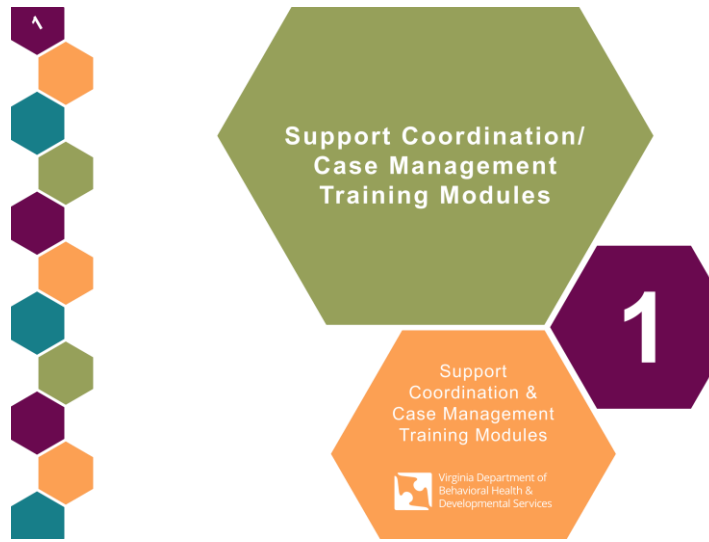 1
Support Coordination/
Case Management
Training Modules
1
Support
Coordination &
Case Management
Training Modules
Virginia Department of
Behavioral Health &
Developmental Services